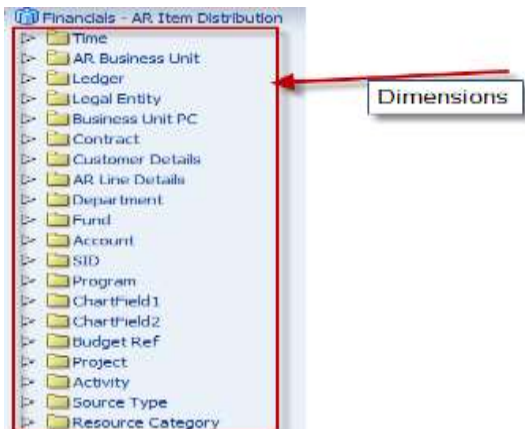 Financials - AR Item Distribution
Time
AR Business Unit
Ledger
Legal Entity
Business Unit PC
Contract
Customer Details
AR Line Details
Department
Fund
Account
SID
Program
ChartField1
ChartField2
Budget Ref
Project
Activity
Source Type
Resource Category
Dimensions